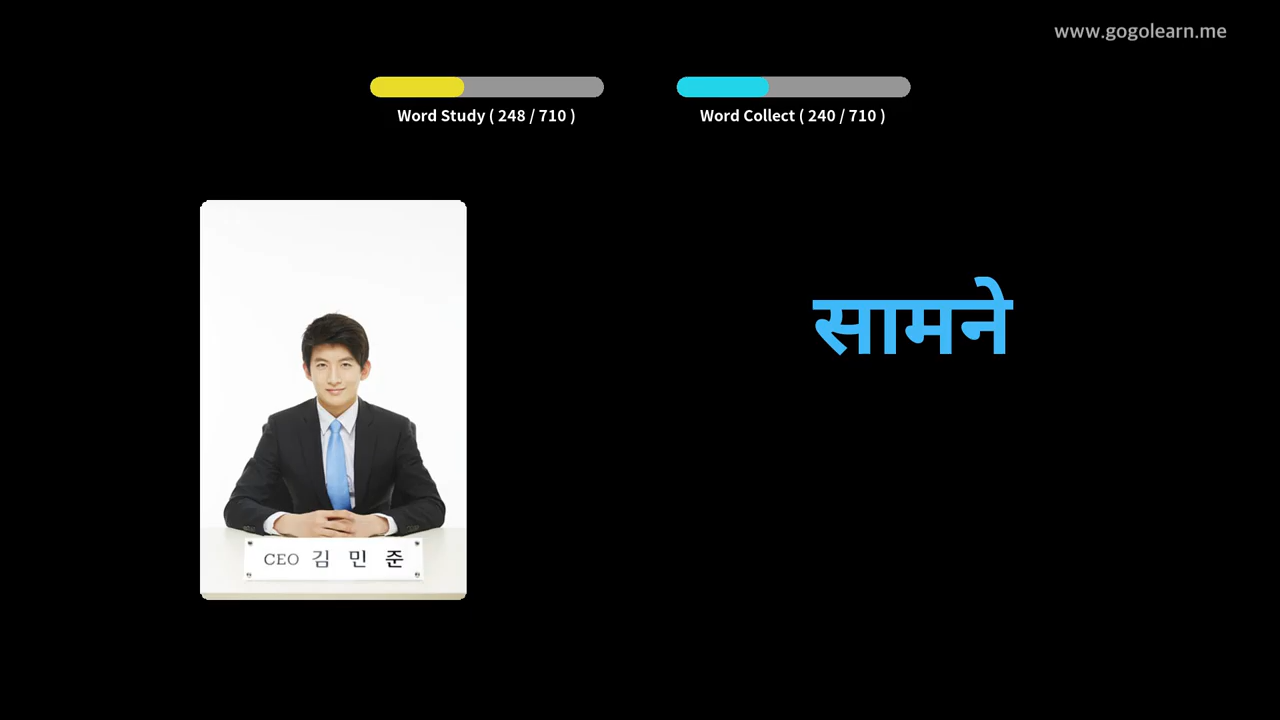 www.gogolearn.me
Word Study ( 248 / 710 )
Word Collect ( 240 / 710 )
सामने
CEO 김 민 준